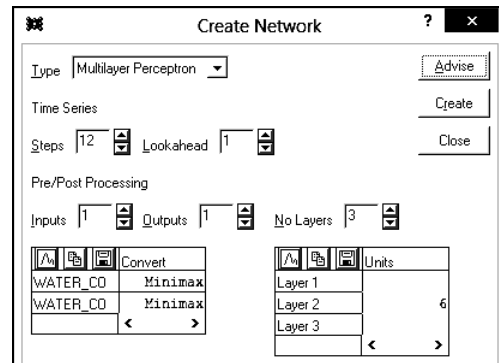 Create Network ? ×
Type Multilayer Perceptron Advise
Time Series Create
Steps 12 Lookahead 1 Close
Pre/Post Processing
Inputs 1 Outputs 1 No Layers 3
Convert Units
WATER_CO Minimax Layer 1
WATER_CO Minimax Layer 2 6
Layer 3